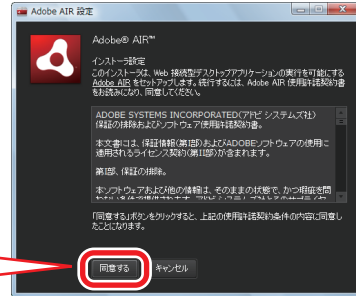 Adobe AIR 設定
Adobe® AIR™
インストーラ設定
このインストーラは、Web 接続型デスクトップアプリケーションの実行を可能にする
Adobe AIR をセットアップします。続行するには、Adobe AIR 使用許諾契約書
をお読みになり、同意してください。
ADOBE SYSTEMS INCORPORATED(アドビ システムズ社)
保証の排除およびソフトウェア使用許諾契約書。
本文書には、保証情報(第I部)およびADOBEソフトウェアの使用に
適用されるライセンス契約(第II部)が含まれます。
第I部、保証の排除。
本ソフトウェアおよび他の情報は、そのままの状態で、かつ瑕疵を問
「同意する」ボタンをクリックすると、上記の使用許諾契約条件の内容に同意し
たことになります。
同意する
キャンセル